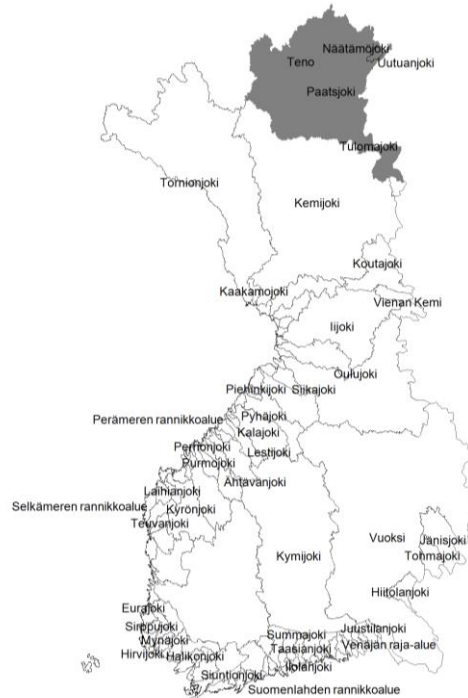 Näätämöjoki
Teno
Uutuanjoki
Paatsjoki
Tulomajoki
Tornionjoki
Kemijoki
Koutajoki
Kaakamojoki
Vienan Kemi
Iijoki
Oulujoki
Piehinkijoki
Siikajoki
Pyhäjoki
Perämeren rannikkoalue
Kalajoki
Perhonjoki
Lestijoki
Purmojoki
Ähtävänjoki
Laihianjoki
Selkämeren rannikkoalue
Kyrönjoki
Teuvanjoki
Vuoksi
Jänisjoki
Tohmajoki
Kymijoki
Hiitolanjoki
Eurajoki
Sirppujoki
Summajoki
Juustilanjoki
Mynäjoki
Taasianjoki
Venäjän raja-alue
Hirvijoki
Halikonjoki
Ilolanjoki
Siuntionjoki
Suomenlahden rannikkoalue